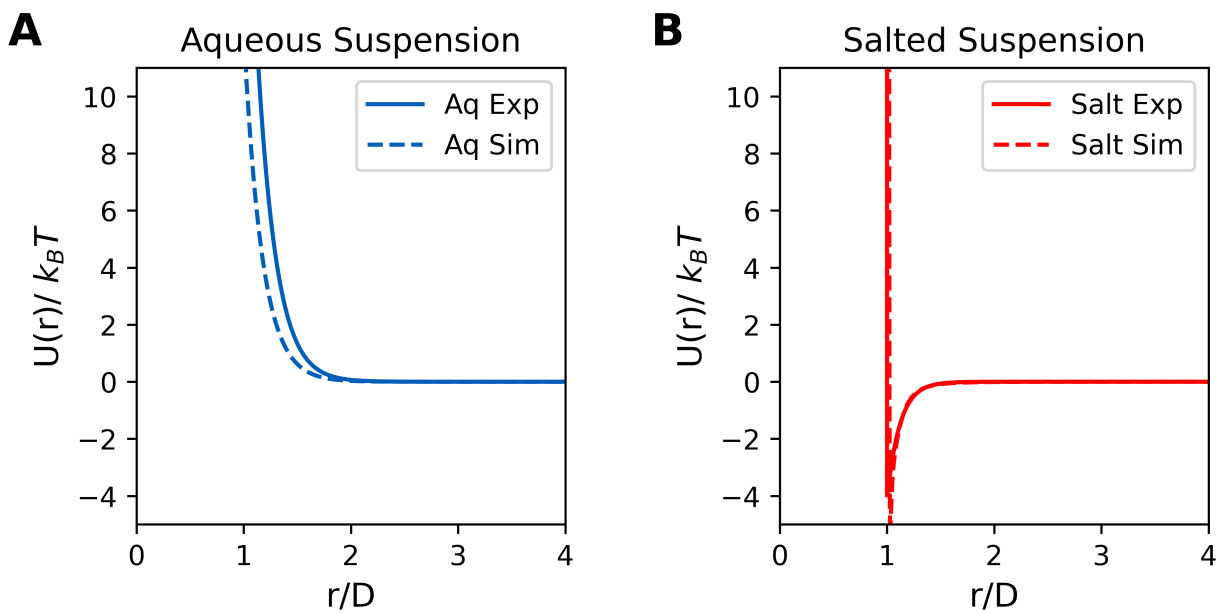 A
Aqueous Suspension
Aq Exp
Aq Sim
10
8
6
4
2
0
−2
−4
U(r)/ k_BT
0 1 2 3 4
r/D
B
Salted Suspension
Salt Exp
Salt Sim
10
8
6
4
2
0
−2
−4
U(r)/ k_BT
0 1 2 3 4
r/D